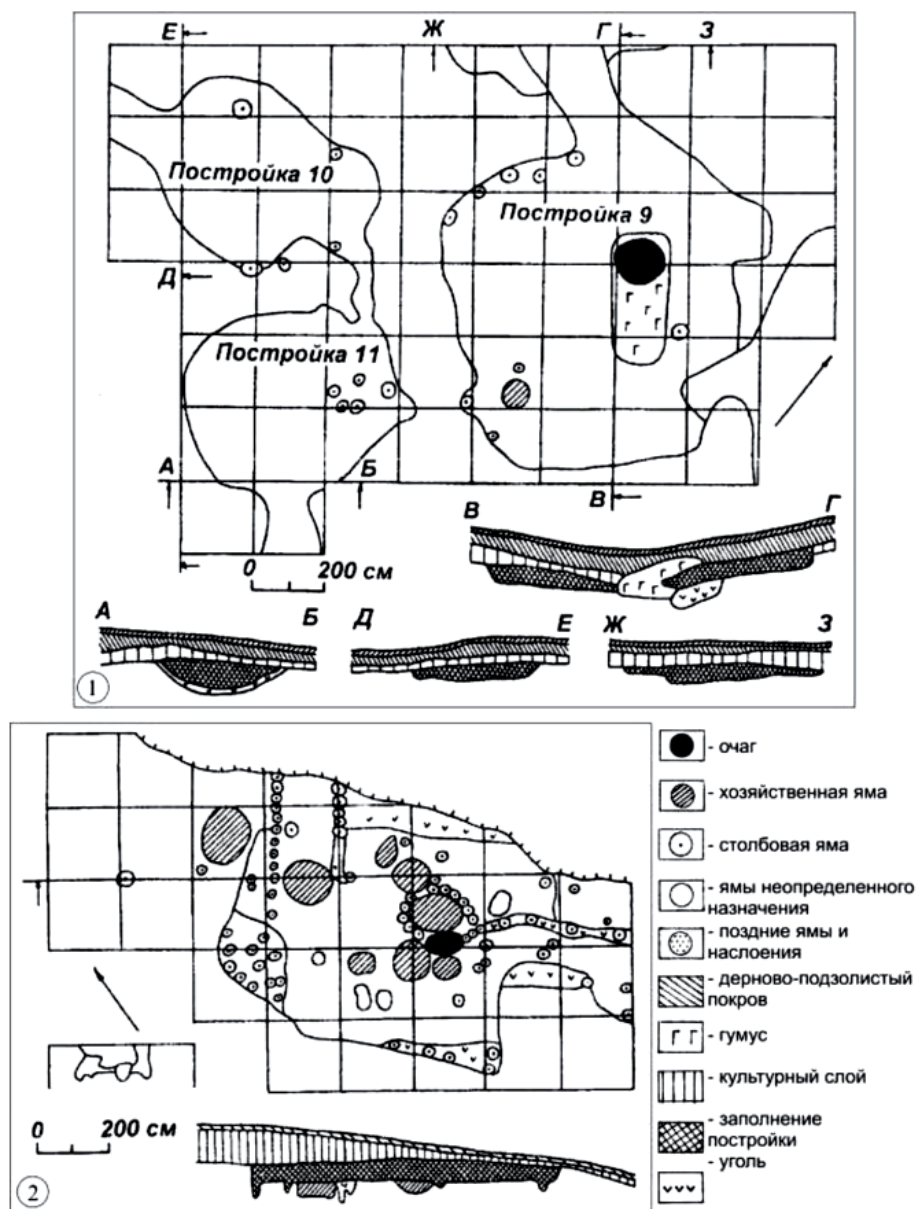 Е Ж Г З
Постройка 10
Постройка 9
Д
Постройка 11
А Б
В
В Г
0 200 см
А Б Д Е Ж З
1
- очаг
- хозяйственная яма
- столбовая яма
- ямы неопределенного
назначения
- поздние ямы и
наслоения
- дерново-подзолистый
покров
- гумус
- культурный слой
- заполнение
постройки
- уголь
0 200 см
2